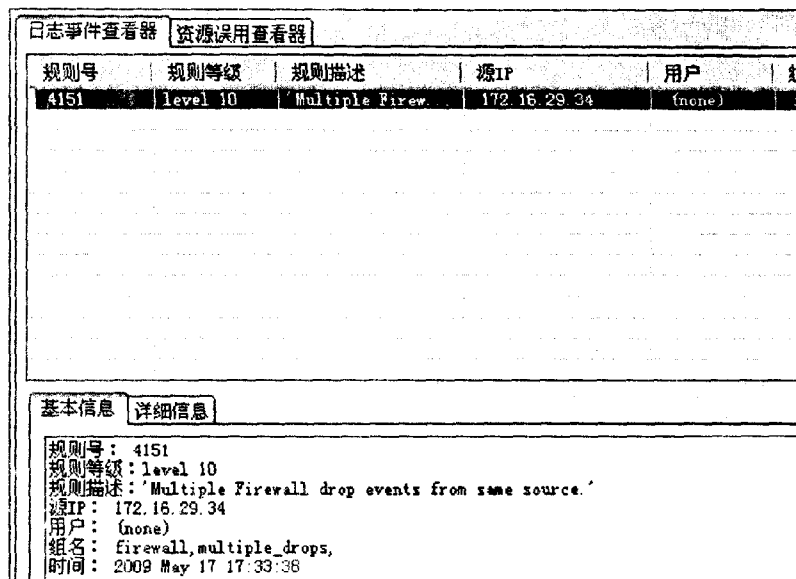 日志事件查看器 资源误用查看器
规则号 规则等级 规则描述 源IP 用户
4151 level 10 'Multiple Firew... 172.16.29.34 (none)
基本信息 详细信息
规则号： 4151
规则等级：level 10
规则描述：'Multiple Firewall drop events from same source.'
源IP： 172.16.29.34
用户： (none)
组名： firewall,multiple_drops,
时间： 2009 May 17 17:33:38